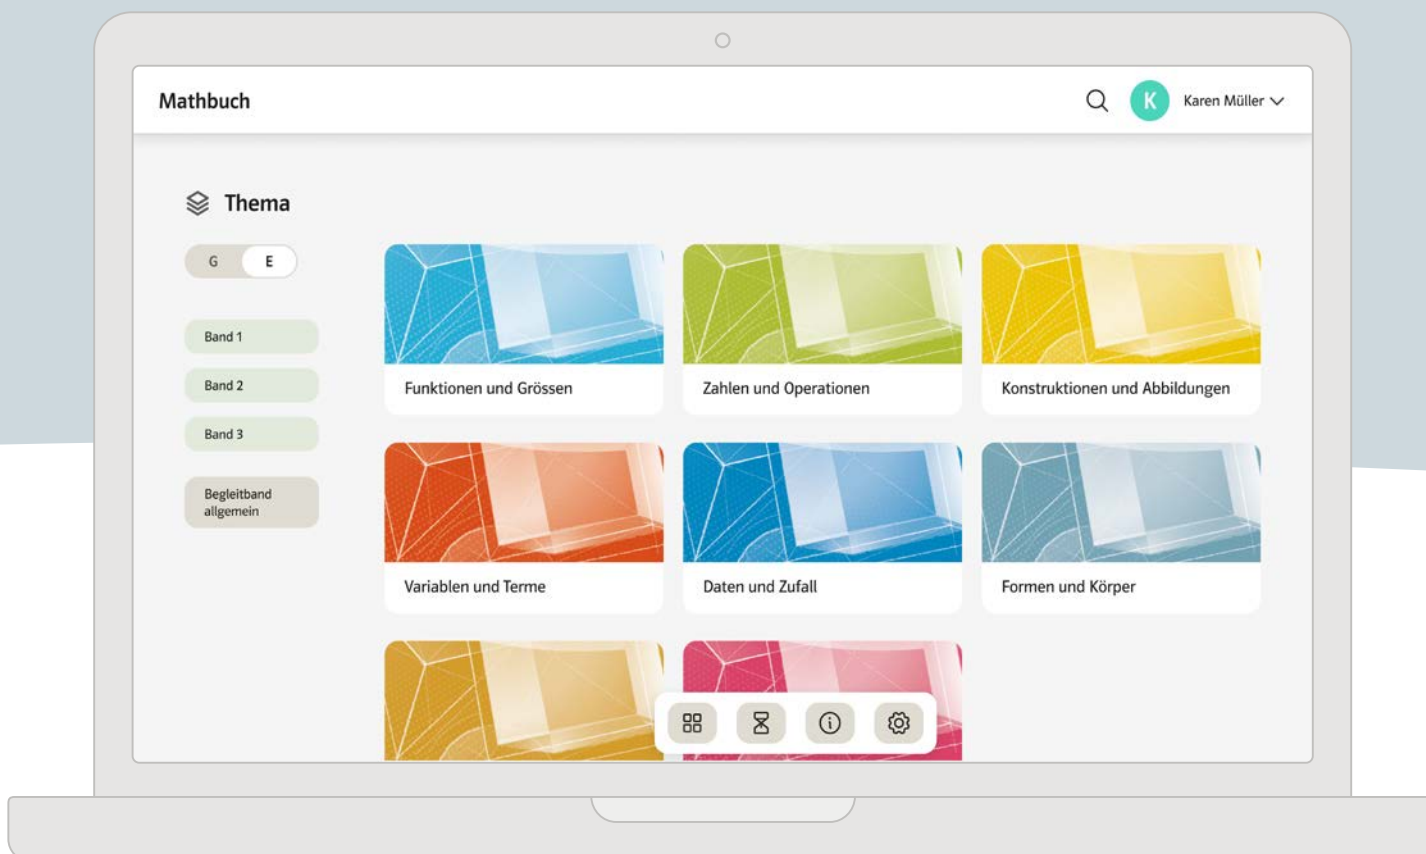 Mathbuch
K
Karen Müller
Thema
G E
Band 1
Band 2
Band 3
Begleitband
allgemein
Funktionen und Grössen
Zahlen und Operationen
Konstruktionen und Abbildungen
Variablen und Terme
Daten und Zufall
Formen und Körper